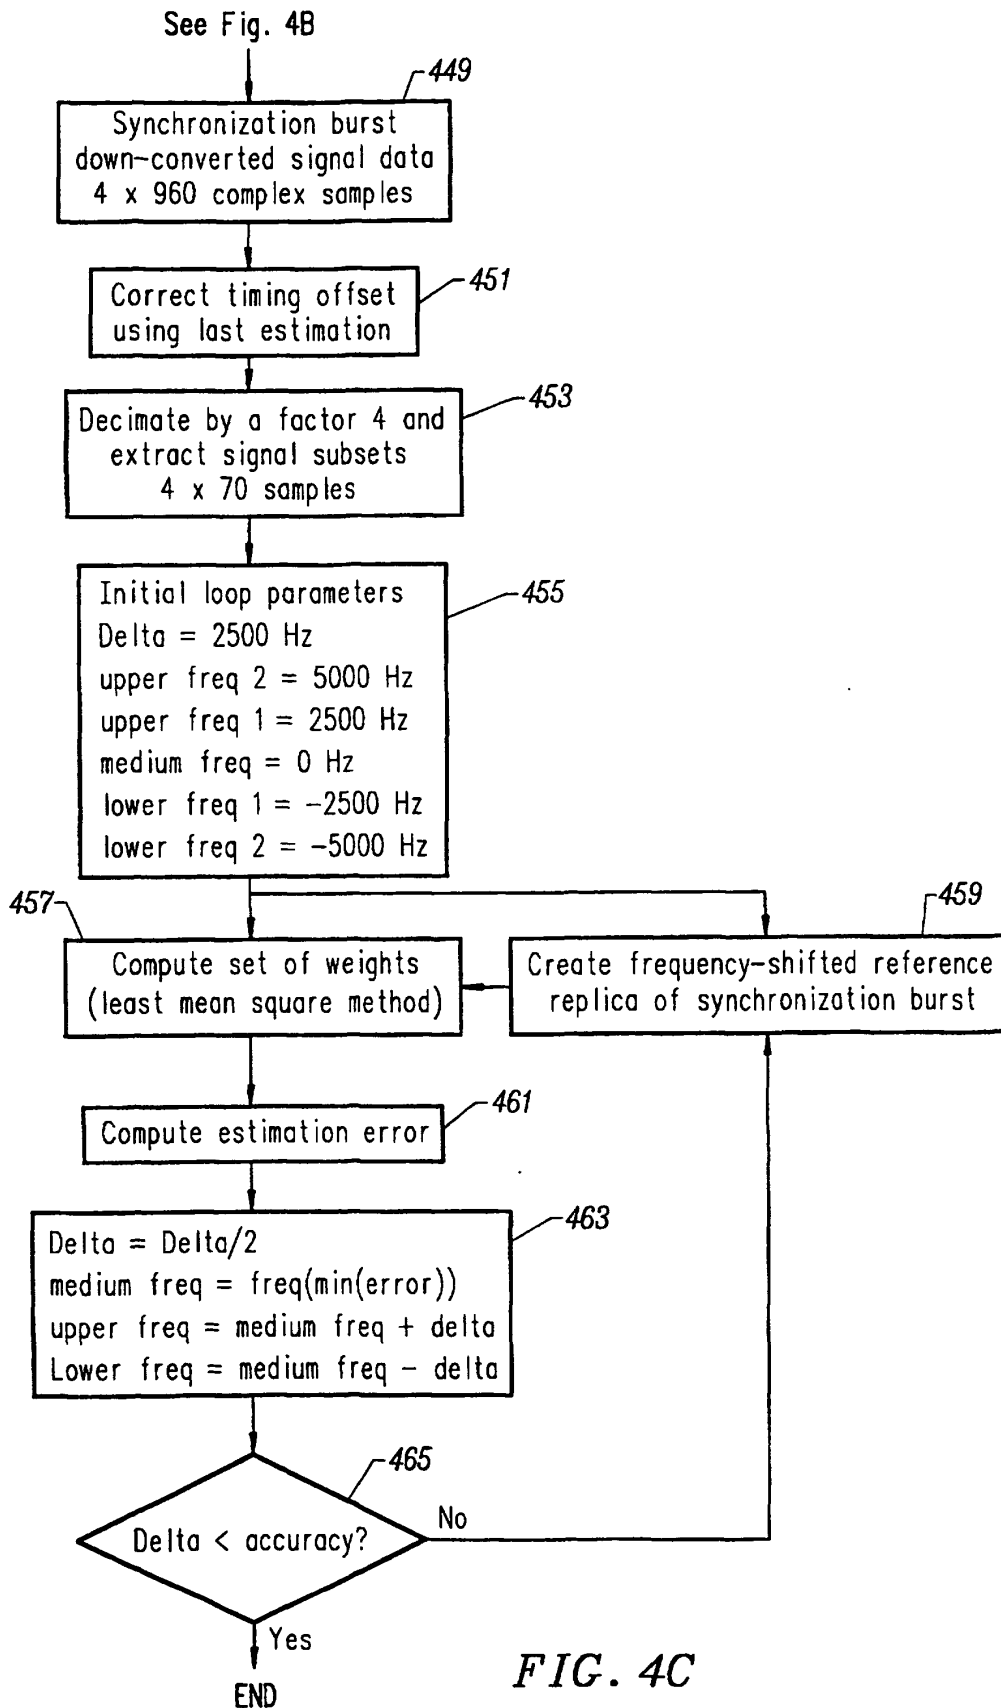 See Fig. 4B
449
Synchronization burst
down-converted signal data
4 x 960 complex samples
451
Correct timing offset
using last estimation
453
Decimate by a factor 4 and
extract signal subsets
4 x 70 samples
455
Initial loop parameters
Delta = 2500 Hz
upper freq 2 = 5000 Hz
upper freq 1 = 2500 Hz
medium freq = 0 Hz
lower freq 1 = -2500 Hz
lower freq 2 = -5000 Hz
457
Compute set of weights
(least mean square method)
459
Create frequency-shifted reference
replica of synchronization burst
461
Compute estimation error
463
Delta = Delta/2
medium freq = freq(min(error))
upper freq = medium freq + delta
Lower freq = medium freq - delta
465
Delta < accuracy?
No
Yes
END
FIG. 4C